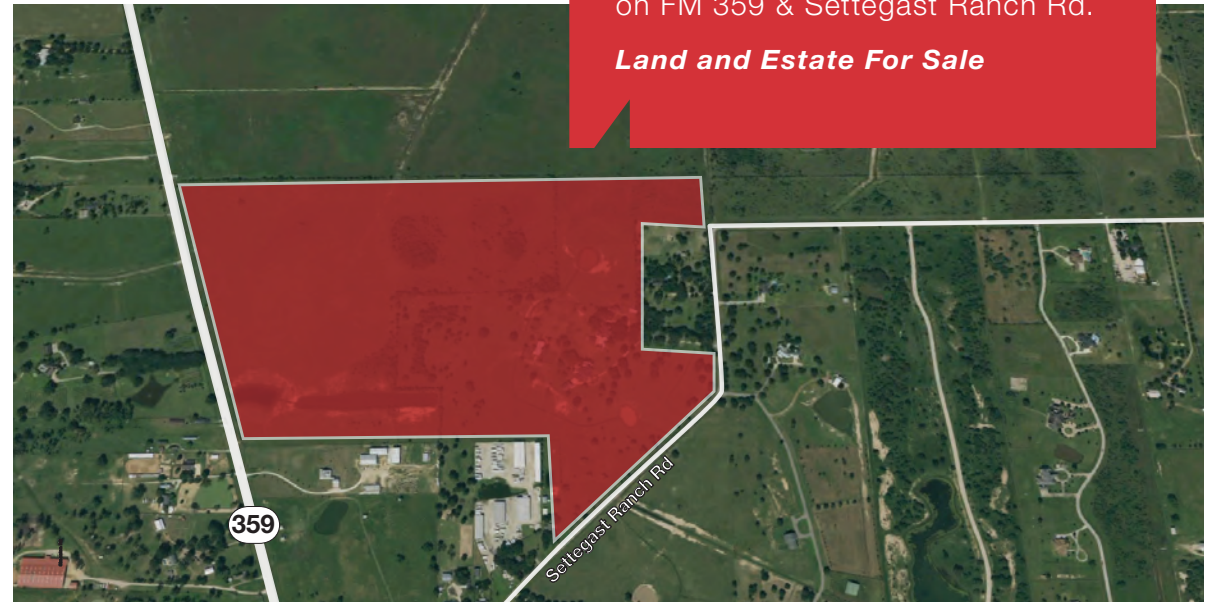 on FM 359 & Settegast Ranch Rd.
Land and Estate For Sale
359
Settegast Ranch Rd